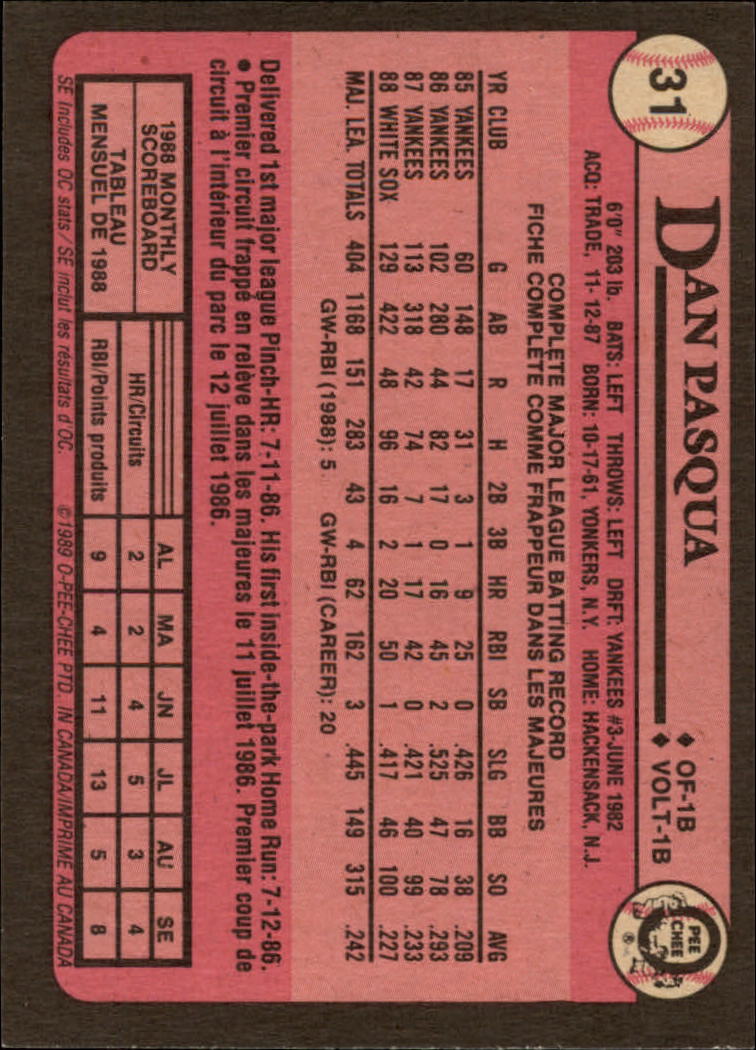 31
DAN PASQUA
◆ OF-1B
◆ VOLT-1B
O PEE CHEE ®
6'0" 203 lb. BATS: LEFT THROWS: LEFT DRFT: YANKEES #3-JUNE 1982
ACQ: TRADE, 11-12-87 BORN: 10-17-61, YONKERS, N.Y. HOME: HACKENSACK, N.J.
COMPLETE MAJOR LEAGUE BATTING RECORD
FICHE COMPLÈTE COMME FRAPPEUR DANS LES MAJEURES
YR CLUB G AB R H 2B 3B HR RBI SB SLG BB SO AVG
85 YANKEES 60 148 17 31 3 1 9 25 0 .426 16 38 .209
86 YANKEES 102 280 44 82 17 0 16 45 2 .525 47 78 .293
87 YANKEES 113 318 42 74 7 1 17 42 0 .421 40 99 .233
88 WHITE SOX 129 422 48 96 16 2 20 50 1 .417 46 100 .227
MAJ. LEA. TOTALS 404 1168 151 283 43 4 62 162 3 .445 149 315 .242
GW-RBI (1988): 5 GW-RBI (CAREER): 20
Delivered 1st major league Pinch-HR: 7-11-86. His first inside-the-park Home Run: 7-12-86.
● Premier circuit frappé en relève dans les majeures le 11 juillet 1986. Premier coup de
circuit à l'intérieur du parc le 12 juillet 1986.
1988 MONTHLY
SCOREBOARD
TABLEAU
MENSUEL DE 1988
AL MA JN JL AU SE
HR/Circuits 2 2 4 5 3 4
RBI/Points produits 9 4 11 13 5 8
SE Includes OC stats/SE inclut les résultats d'OC. ©1989 O-PEE-CHEE PTD. IN CANADA/IMPRIMÉ AU CANADA